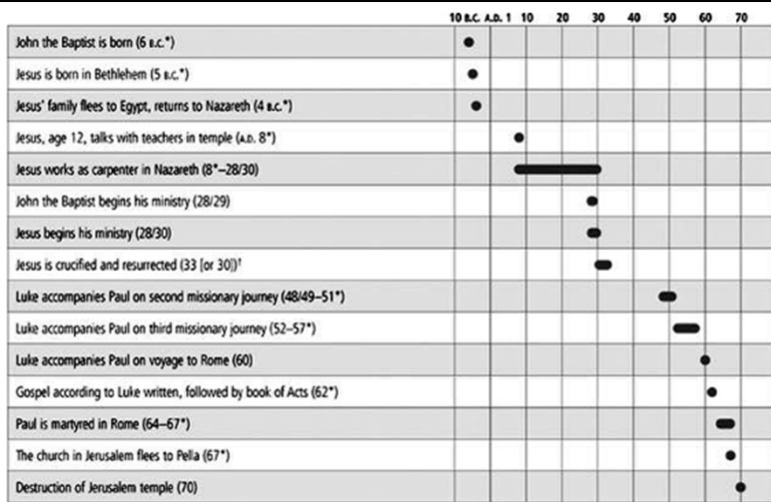 10 B.C. A.D. 1 10 20 30 40 50 60 70
John the Baptist is born (6 B.C.*)
Jesus is born in Bethlehem (5 B.C.*)
Jesus' family flees to Egypt, returns to Nazareth (4 B.C.*)
Jesus, age 12, talks with teachers in temple (A.D. 8*)
Jesus works as carpenter in Nazareth (8*–28/30)
John the Baptist begins his ministry (28/29)
Jesus begins his ministry (28/30)
Jesus is crucified and resurrected (33 [or 30])†
Luke accompanies Paul on second missionary journey (48/49–51*)
Luke accompanies Paul on third missionary journey (52–57*)
Luke accompanies Paul on voyage to Rome (60)
Gospel according to Luke written, followed by book of Acts (62*)
Paul is martyred in Rome (64–67*)
The church in Jerusalem flees to Pella (67*)
Destruction of Jerusalem temple (70)